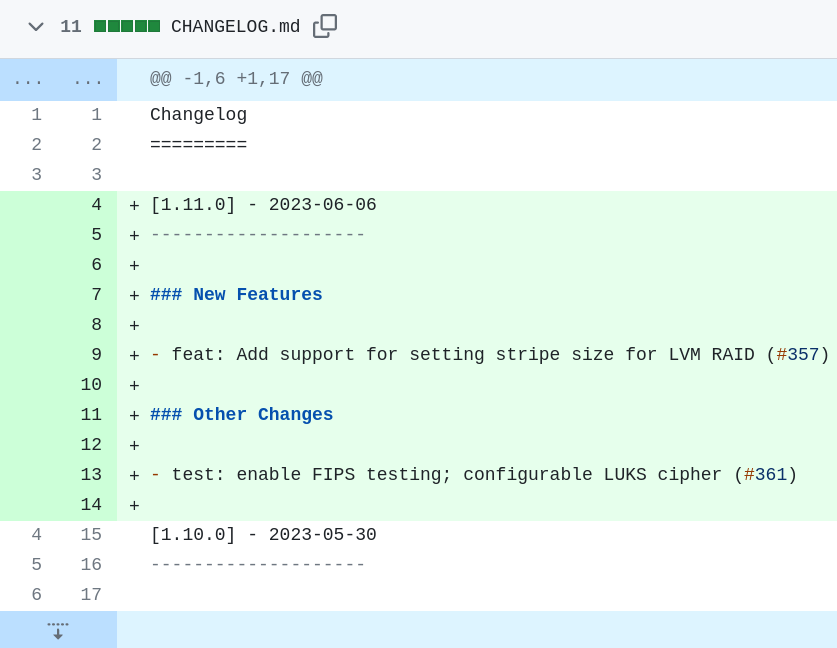 11 CHANGELOG.md
... ... @@ -1,6 +1,17 @@
1 1 Changelog
2 2 =========
3 3
4 + [1.11.0] - 2023-06-06
5 + --------------------
6 +
7 + ### New Features
8 +
9 + - feat: Add support for setting stripe size for LVM RAID (#357)
10 +
11 + ### Other Changes
12 +
13 + - test: enable FIPS testing; configurable LUKS cipher (#361)
14 +
4 15 [1.10.0] - 2023-05-30
5 16 --------------------
6 17